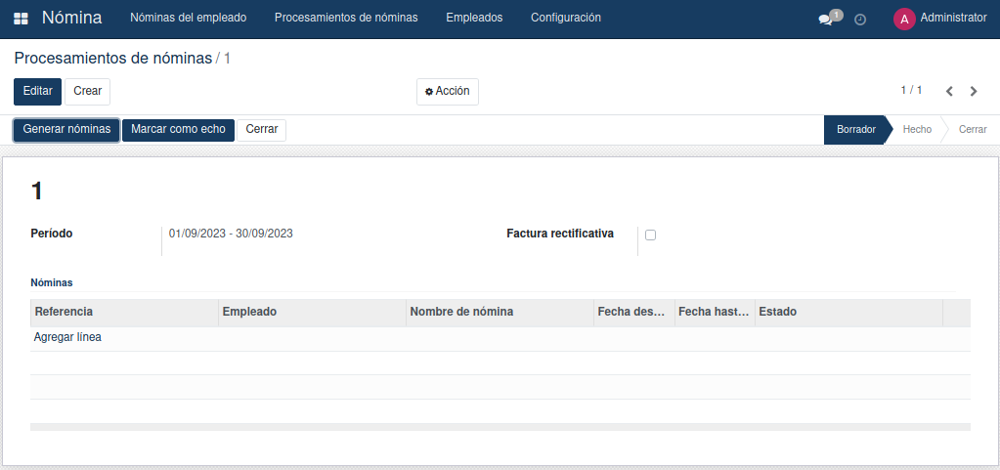 Nómina Nóminas del empleado Procesamientos de nóminas Empleados Configuración 1 A Administrator
Procesamientos de nóminas / 1
Editar Crear Acción 1 / 1
Generar nóminas Marcar como echo Cerrar Borrador Hecho Cerrar
1
Período 01/09/2023 - 30/09/2023 Factura rectificativa
Nóminas
Referencia Empleado Nombre de nómina Fecha des... Fecha hast... Estado
Agregar línea